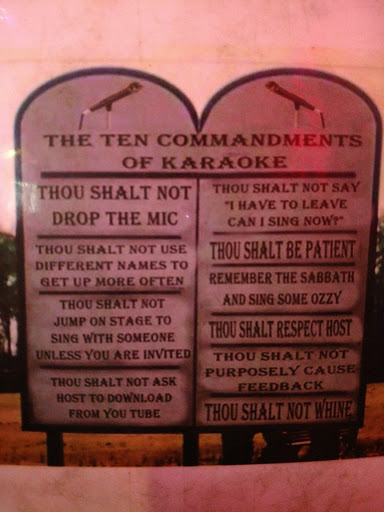 THE TEN COMMANDMENTS
OF KARAOKE
THOU SHALT NOT
DROP THE MIC
THOU SHALT NOT USE
DIFFERENT NAMES TO
GET UP MORE OFTEN
THOU SHALT NOT
JUMP ON STAGE TO
SING WITH SOMEONE
UNLESS YOU ARE INVITED
THOU SHALT NOT ASK
HOST TO DOWNLOAD
FROM YOU TUBE
THOU SHALT NOT SAY
"I HAVE TO LEAVE
CAN I SING NOW?"
THOU SHALT BE PATIENT
REMEMBER THE SABBATH
AND SING SOME OZZY
THOU SHALT RESPECT HOST
THOU SHALT NOT
PURPOSELY CAUSE
FEEDBACK
THOU SHALT NOT WHINE